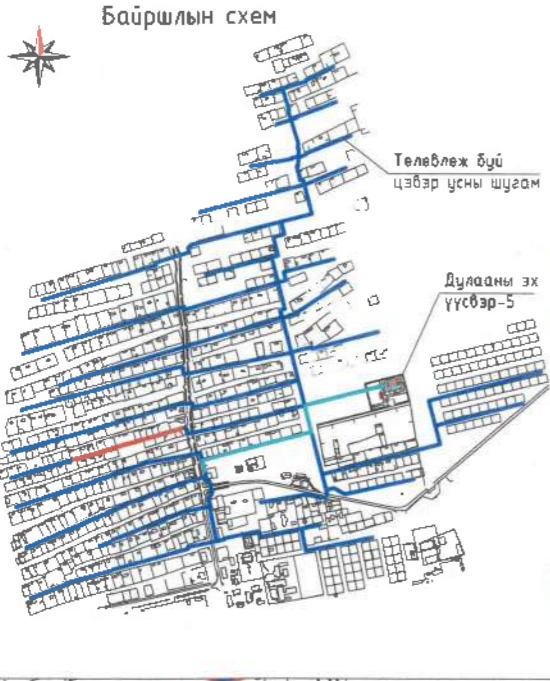 Байршлын схем
Төлөвлөж буй
цэвэр усны шугам
Дулааны эх
үүсвэр-5